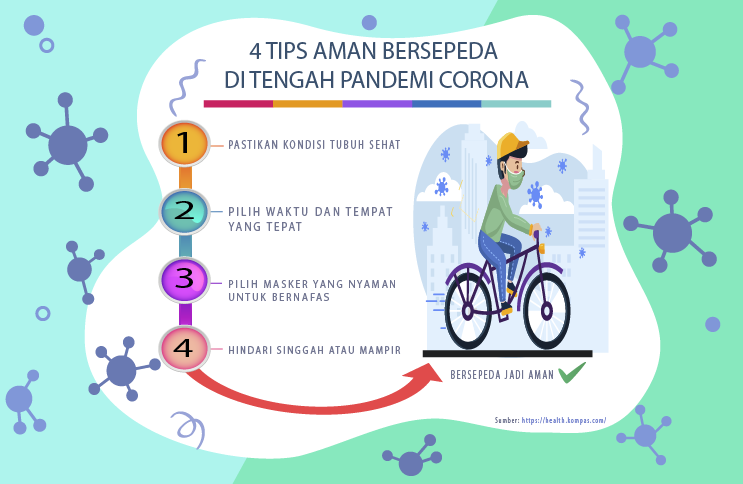 4 TIPS AMAN BERSEPEDA
DI TENGAH PANDEMI CORONA
1
PASTIKAN KONDISI TUBUH SEHAT
2
PILIH WAKTU DAN TEMPAT
YANG TEPAT
3
PILIH MASKER YANG NYAMAN
UNTUK BERNAFAS
4
HINDARI SINGGAH ATAU MAMPIR
BERSEPEDA JADI AMAN
Sumber: https://health.kompas.com/